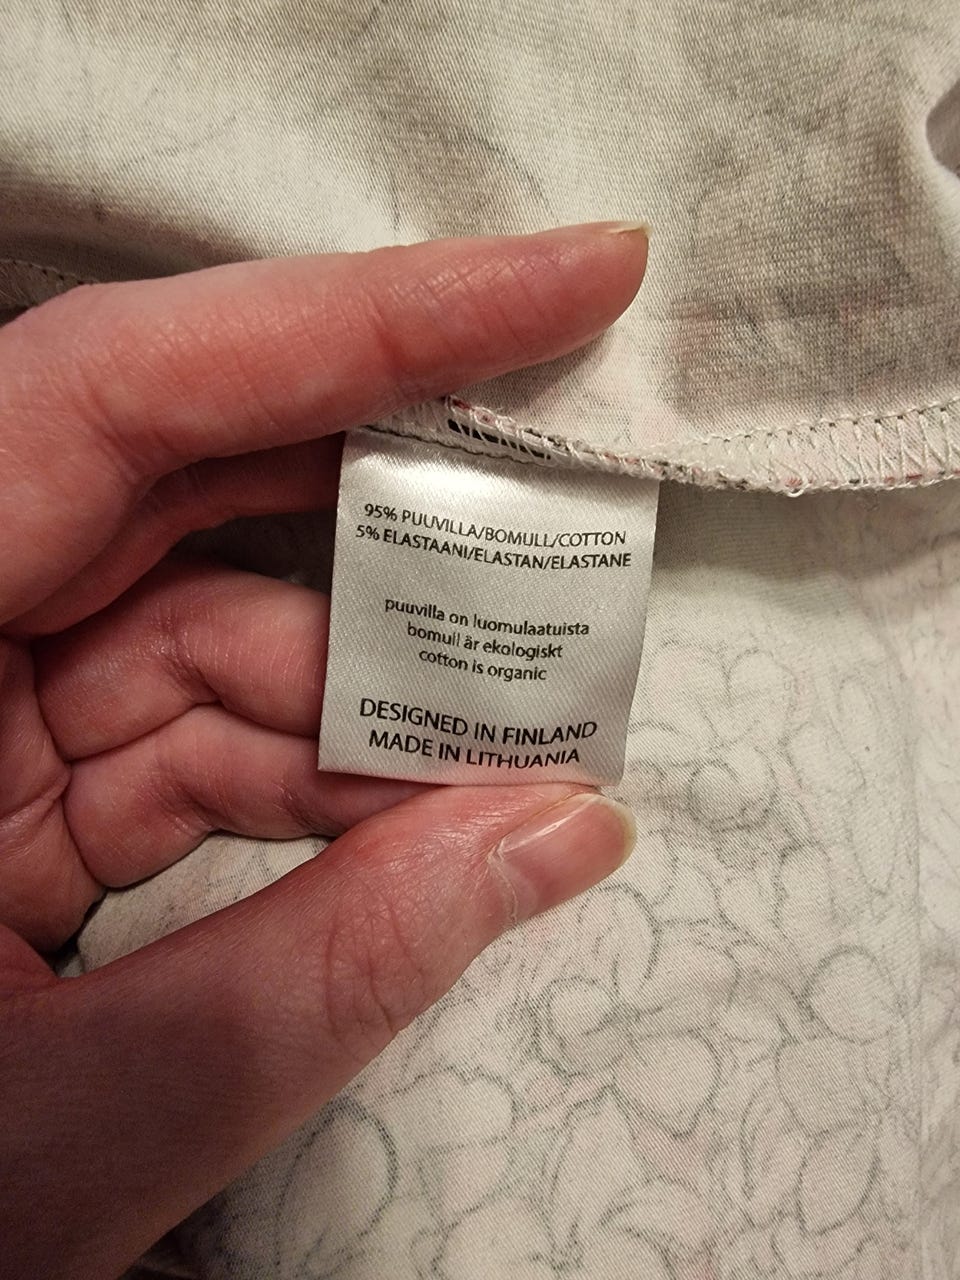 95% PUUVILLA/BOMULL/COTTON
5% ELASTAANI/ELASTAN/ELASTANE
puuvilla on luomulaatuista
bomull är ekologiskt
cotton is organic
DESIGNED IN FINLAND
MADE IN LITHUANIA